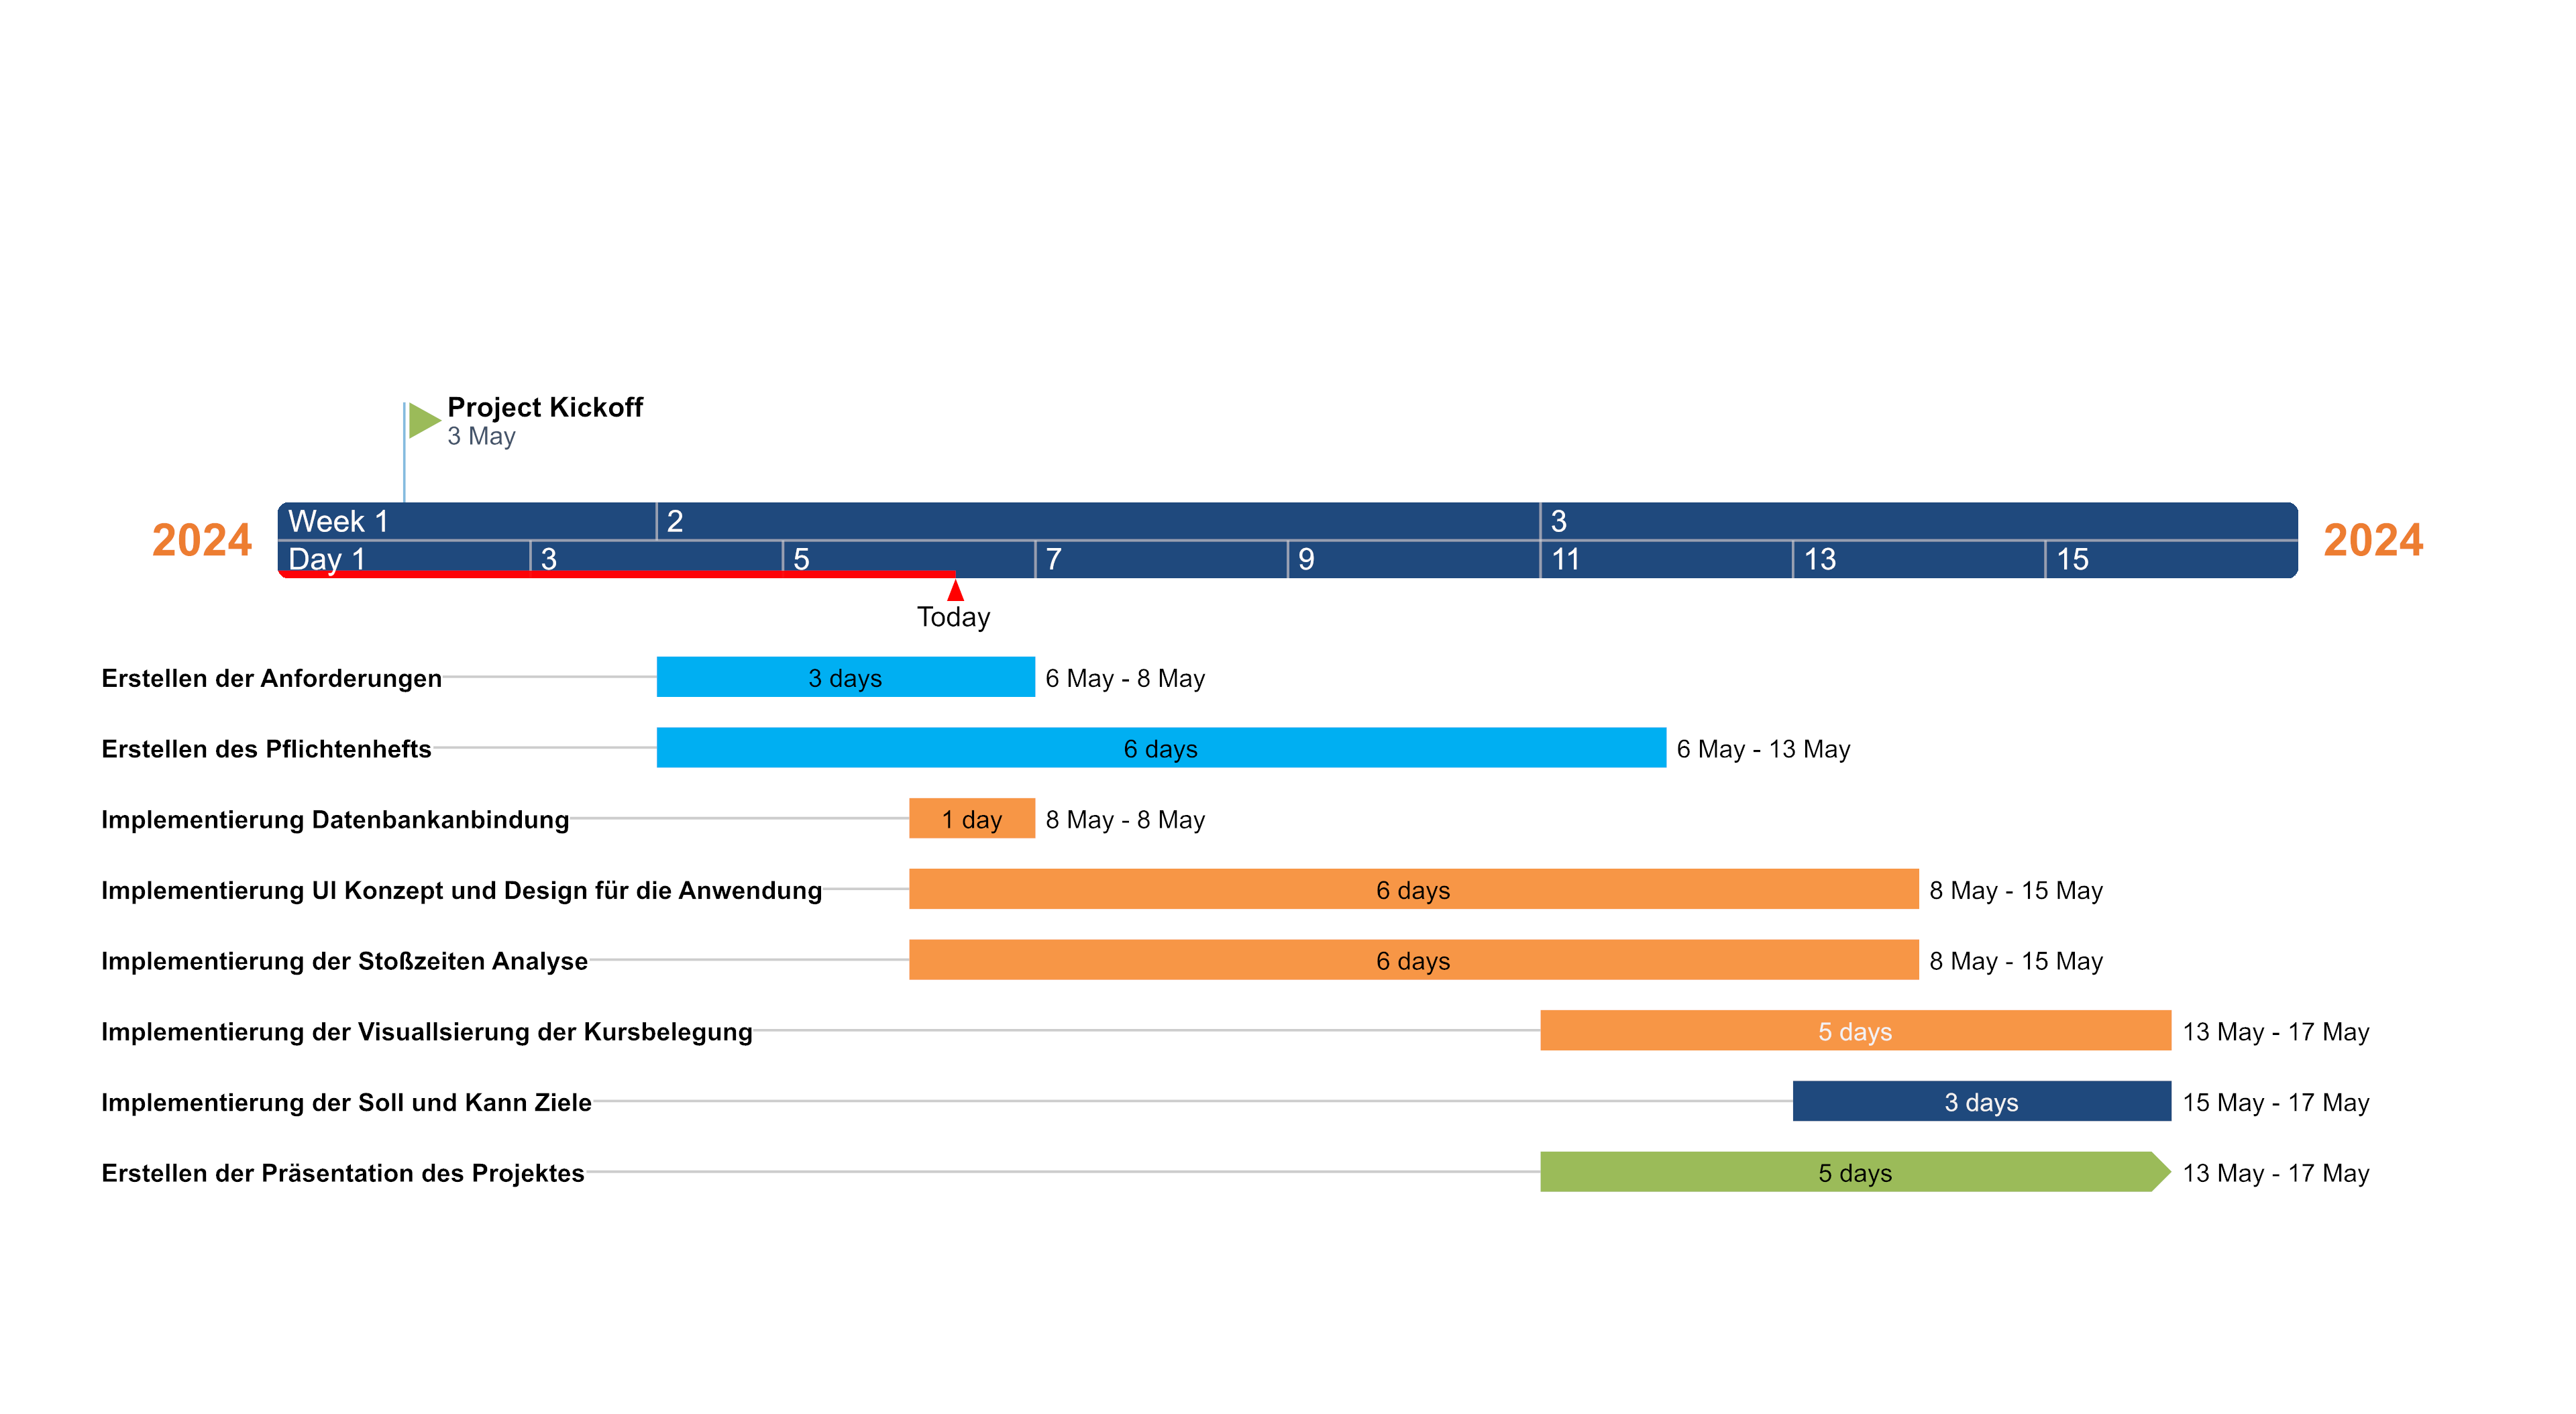 Project Kickoff
3 May
2024
Week 1 2 3
Day 1 3 5 7 9 11 13 15
2024
Today
Erstellen der Anforderungen 3 days 6 May - 8 May
Erstellen des Pflichtenhefts 6 days 6 May - 13 May
Implementierung Datenbankanbindung 1 day 8 May - 8 May
Implementierung UI Konzept und Design für die Anwendung 6 days 8 May - 15 May
Implementierung der Stoßzeiten Analyse 6 days 8 May - 15 May
Implementierung der Visuallsierung der Kursbelegung 5 days 13 May - 17 May
Implementierung der Soll und Kann Ziele 3 days 15 May - 17 May
Erstellen der Präsentation des Projektes 5 days 13 May - 17 May